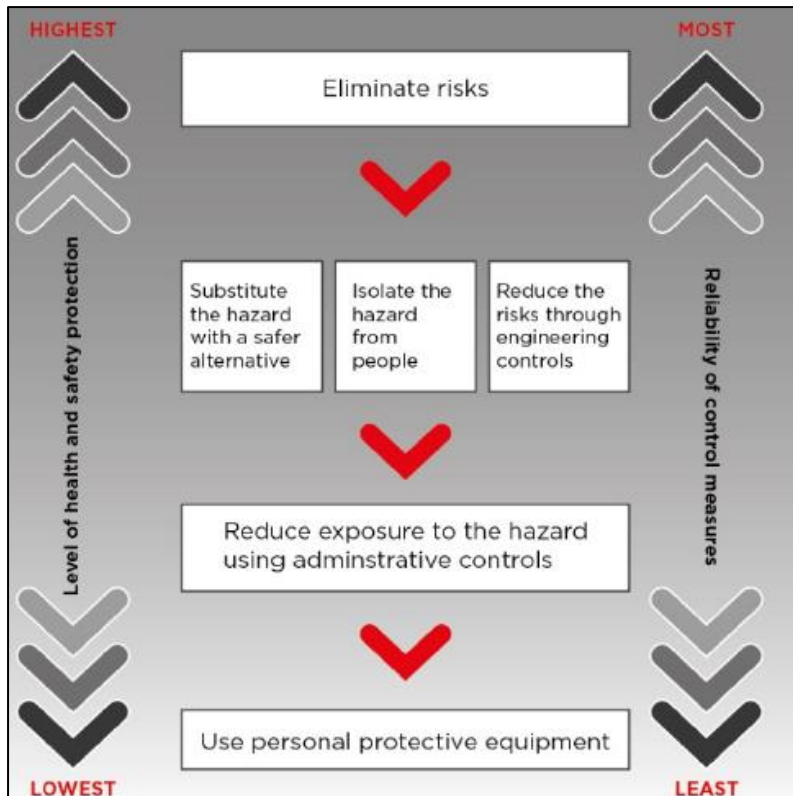 HIGHEST
MOST
Eliminate risks
Substitute
the hazard
with a safer
alternative
Isolate the
hazard
from
people
Reduce the
risks through
engineering
controls
Level of health and safety protection
Reliability of control measures
Reduce exposure to the hazard
using adminstrative controls
Use personal protective equipment
LOWEST
LEAST